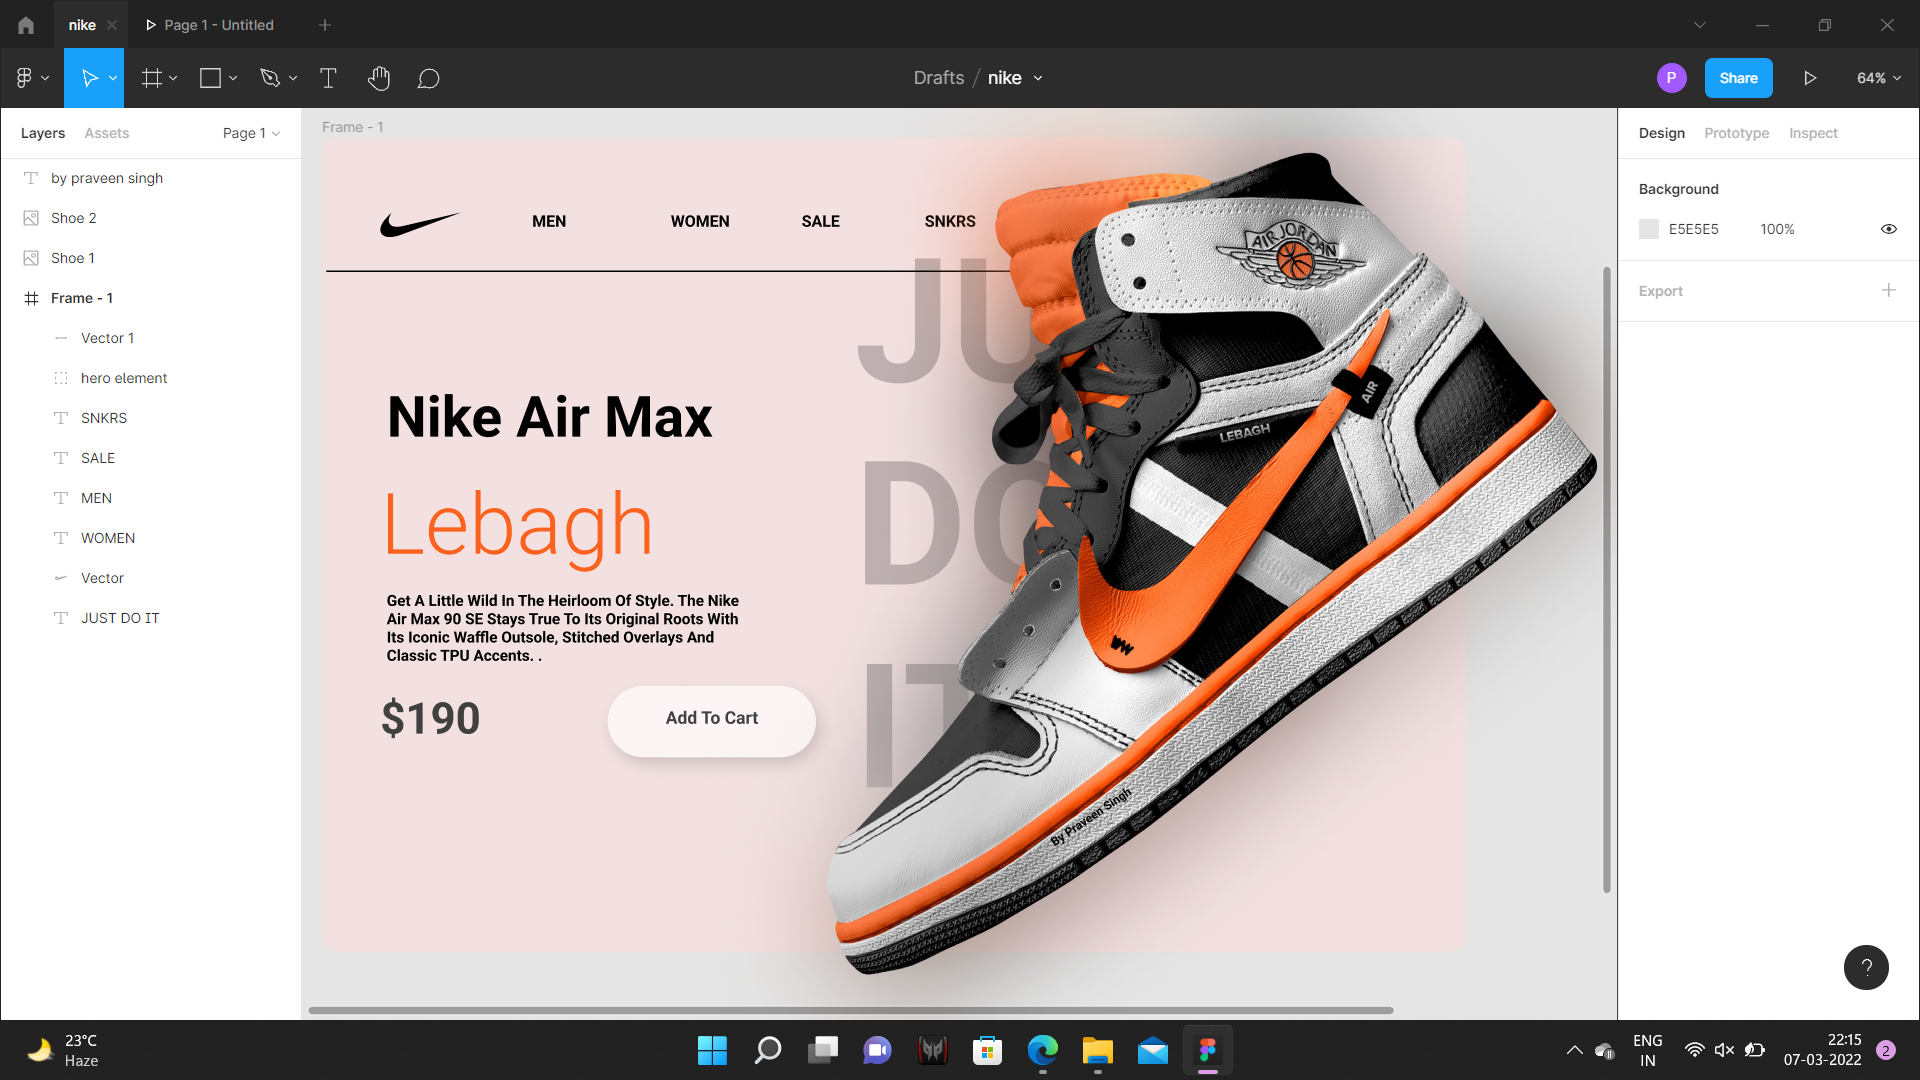 nike
Page 1 - Untitled
Drafts / nike
P
Share
64%
Layers
Assets
Page 1
by praveen singh
Shoe 2
Shoe 1
Frame - 1
Vector 1
hero element
SNKRS
SALE
MEN
WOMEN
Vector
JUST DO IT
Frame - 1
MEN
WOMEN
SALE
SNKRS
JU
DO
IT
Nike Air Max
Lebagh
Get A Little Wild In The Heirloom Of Style. The Nike
Air Max 90 SE Stays True To Its Original Roots With
Its Iconic Waffle Outsole, Stitched Overlays And
Classic TPU Accents. .
$190
Add To Cart
AIR JORDAN
AIR
LEBAGH
By Praveen Singh
Design
Prototype
Inspect
Background
E5E5E5
100%
Export
?
23°C
Haze
ENG
IN
22:15
07-03-2022
2